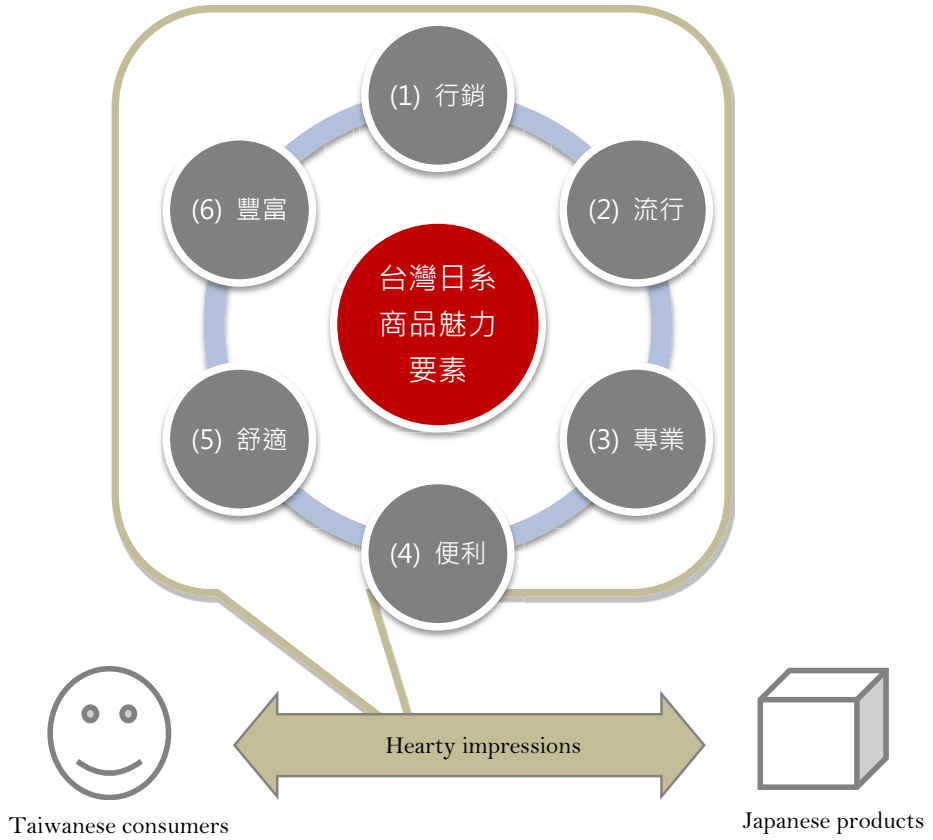 (1) 行銷
(2) 流行
(3) 專業
(4) 便利
(5) 舒適
(6) 豐富
台灣日系
商品魅力
要素
Hearty impressions
Taiwanese consumers
Japanese products